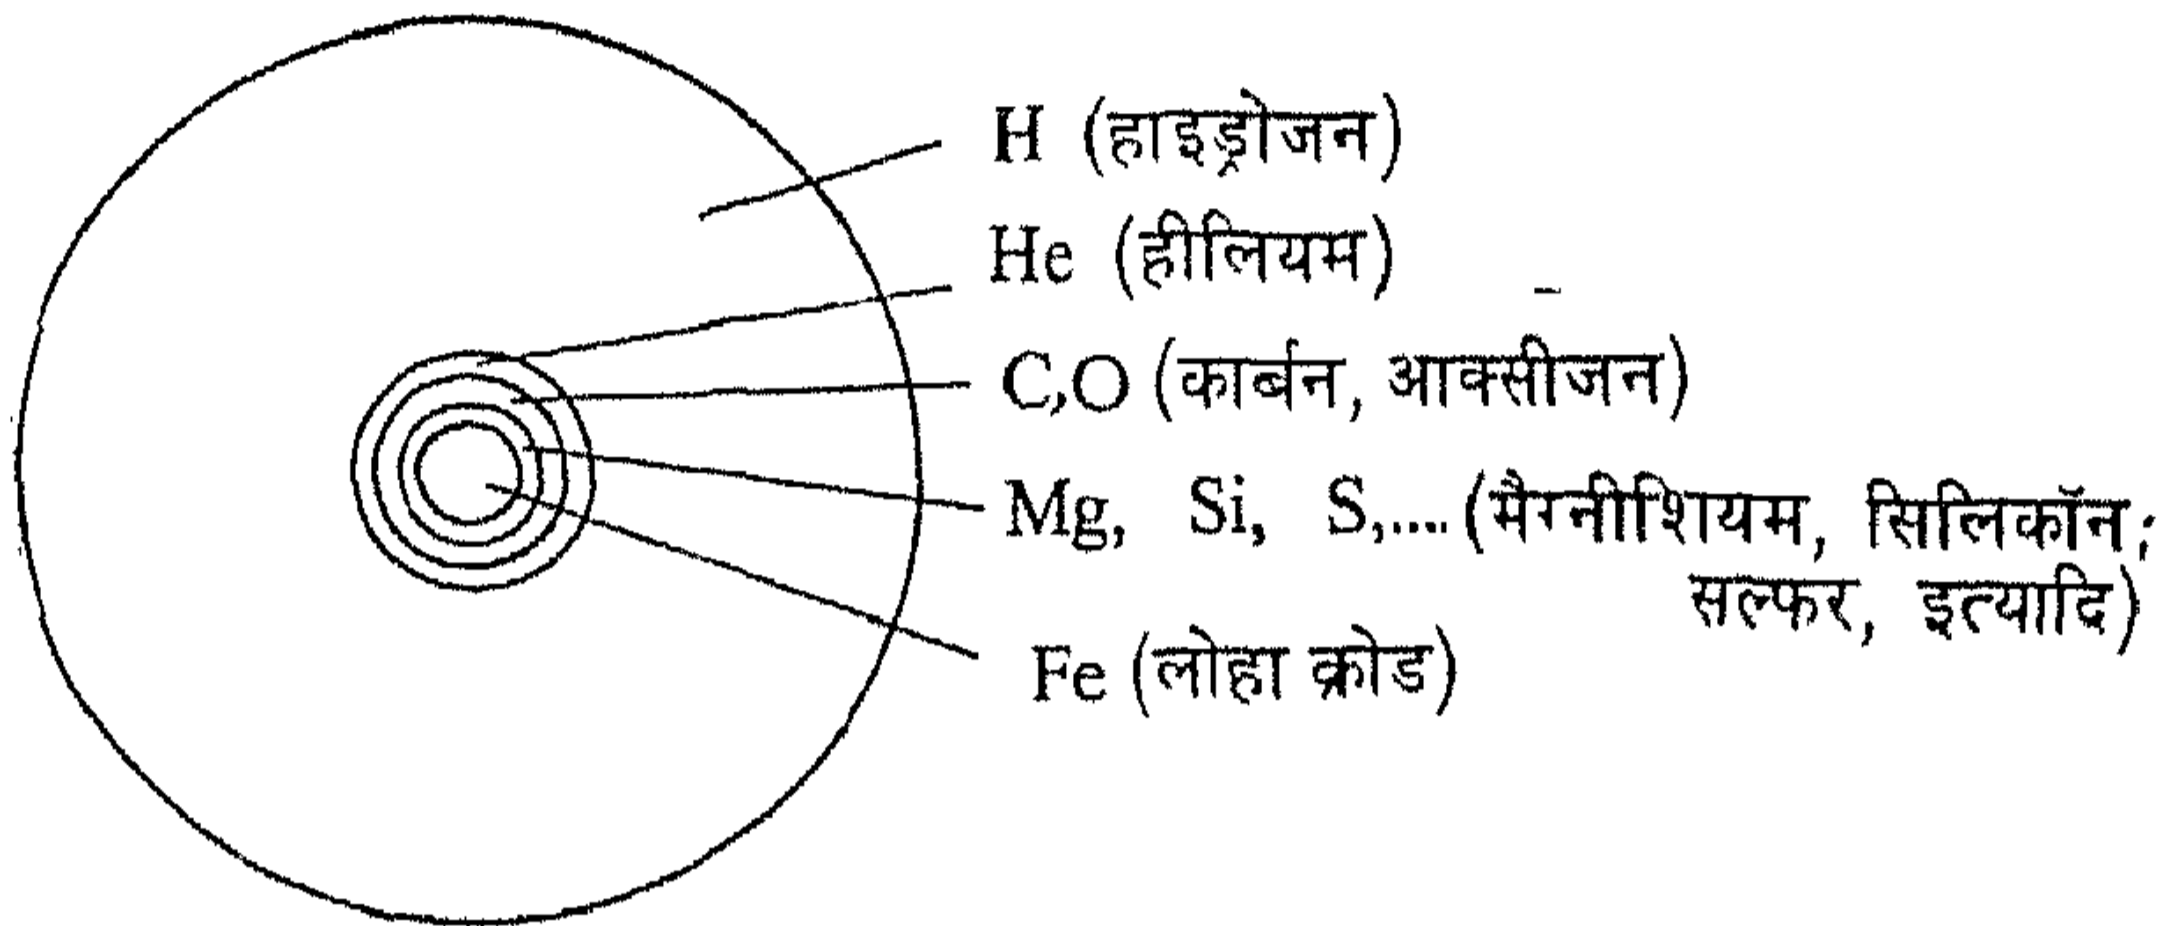 H (हाइड्रोजन)
He (हीलियम)
C,O (कार्बन, आक्सीजन)
Mg, Si, S,.... (मैग्नीशियम, सिलिकॉन,
सल्फर, इत्यादि)
Fe (लोहा क्रोड)